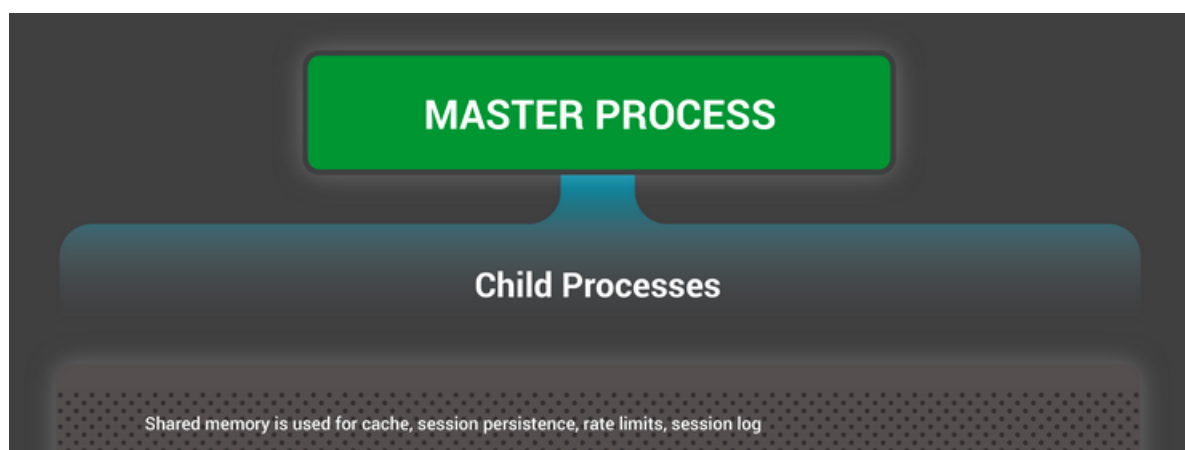 MASTER PROCESS
Child Processes
Shared memory is used for cache, session persistence, rate limits, session log